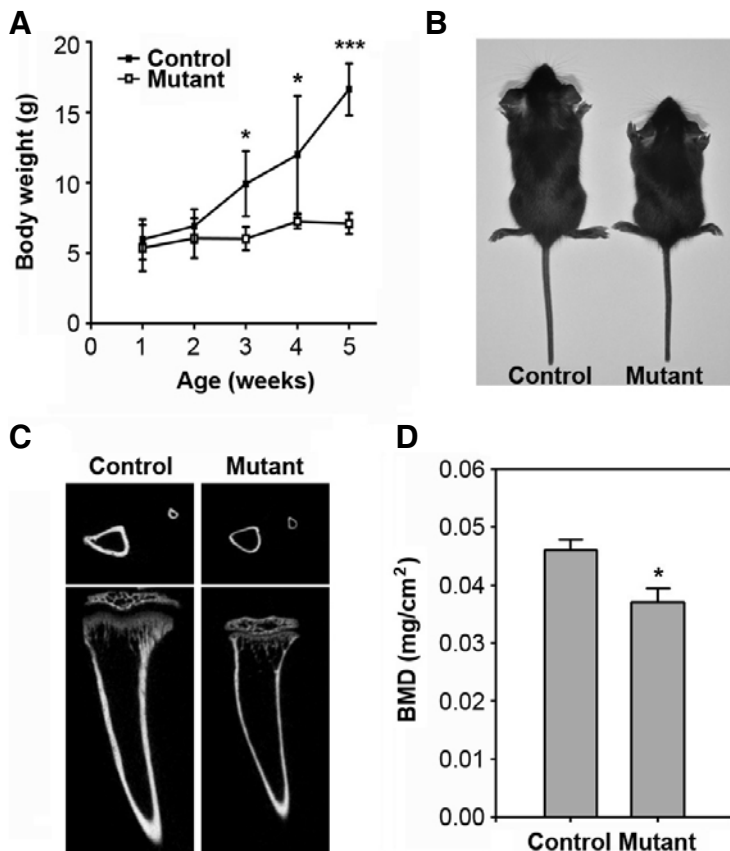 A
Body weight (g)
20
15
10
5
0
Control
Mutant
*
*
***
0 1 2 3 4 5
Age (weeks)
B
Control Mutant
C
Control Mutant
D
BMD (mg/cm²)
0.06
0.05
0.04
0.03
0.02
0.01
0.00
*
Control Mutant